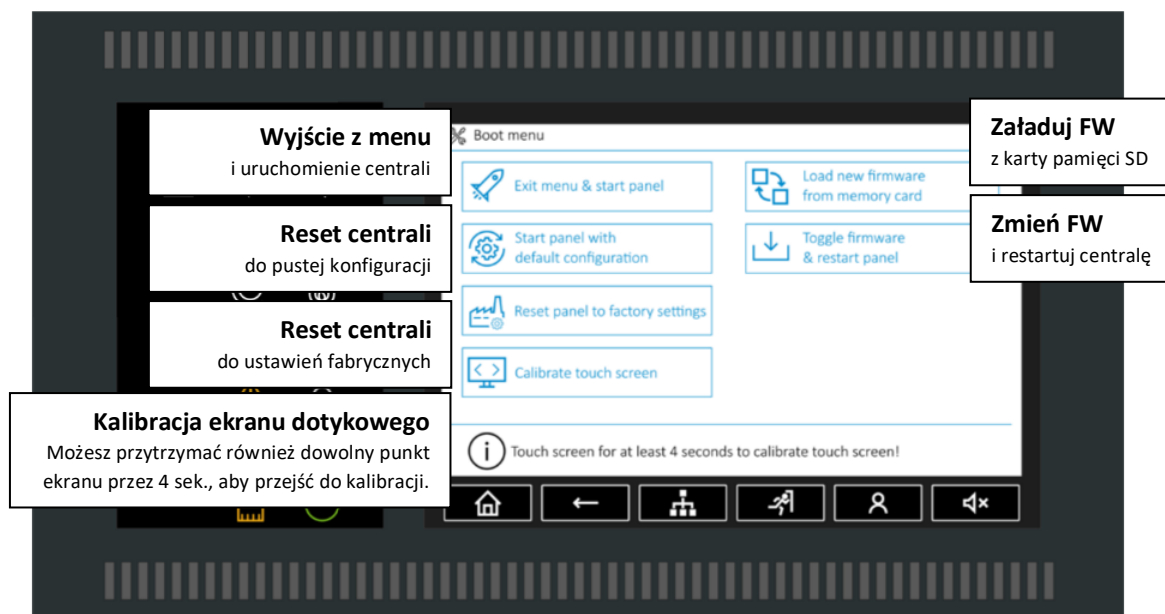 Wyjście z menu
i uruchomienie centrali
Reset centrali
do pustej konfiguracji
Reset centrali
do ustawień fabrycznych
Kalibracja ekranu dotykowego
Możesz przytrzymać również dowolny punkt
ekranu przez 4 sek., aby przejść do kalibracji.
Boot menu
Exit menu & start panel
Start panel with
default configuration
Reset panel to factory settings
Calibrate touch screen
Load new firmware
from memory card
Toggle firmware
& restart panel
Touch screen for at least 4 seconds to calibrate touch screen!
Załaduj FW
z karty pamięci SD
Zmień FW
i restartuj centralę